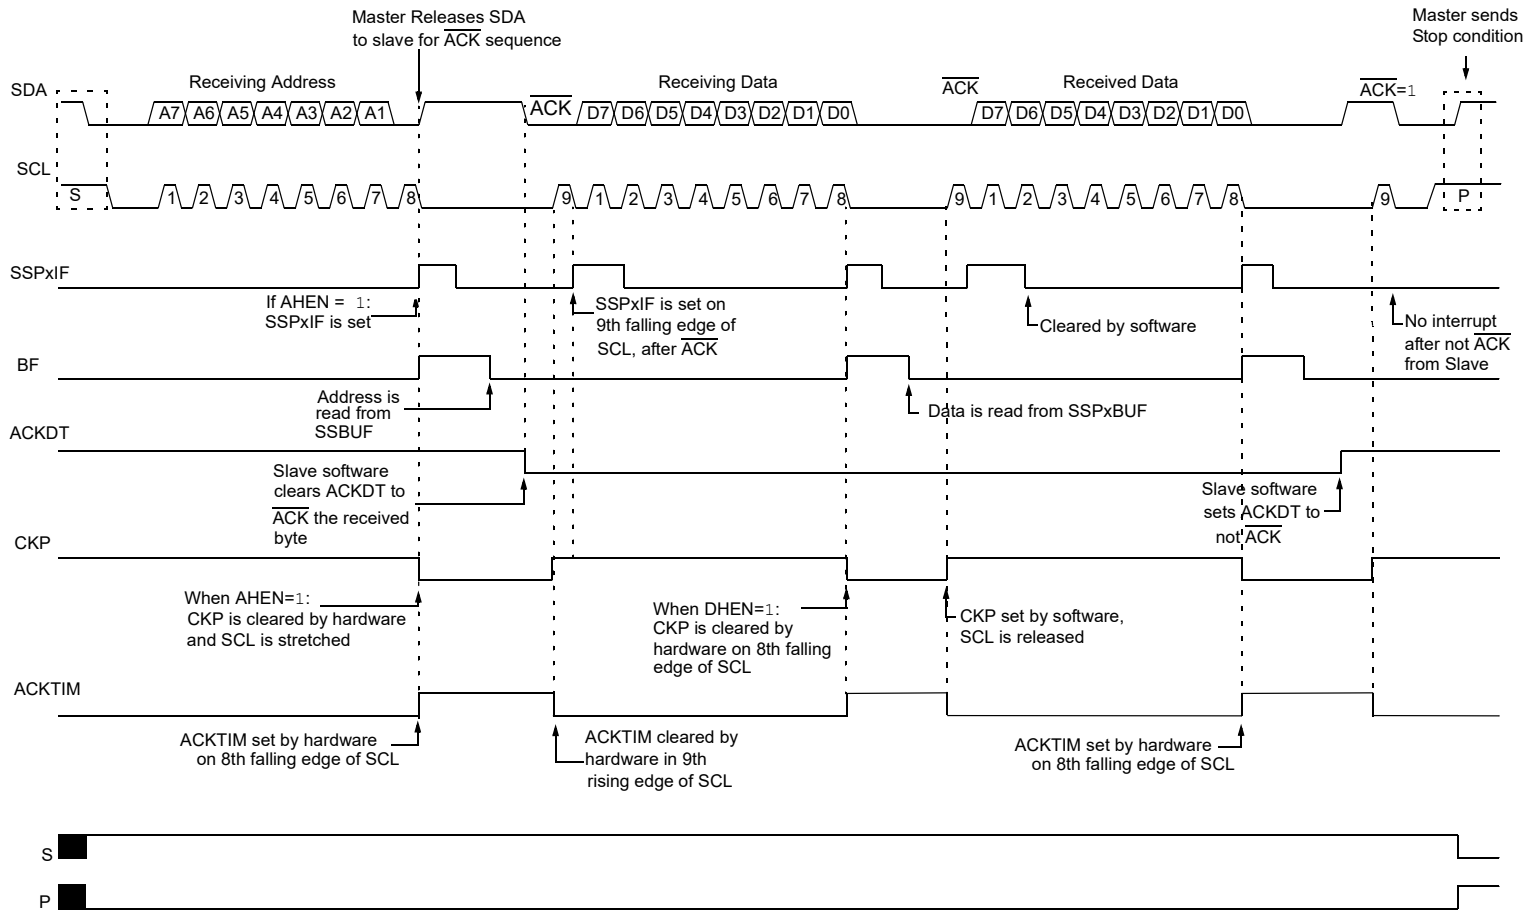 Master Releases SDA
to slave for ACK sequence
Master sends
Stop condition
SDA
Receiving Address
ACK
Receiving Data
ACK
Received Data
ACK=1
A7 A6 A5 A4 A3 A2 A1
D7 D6 D5 D4 D3 D2 D1 D0
D7 D6 D5 D4 D3 D2 D1 D0
SCL
S
1 2 3 4 5 6 7 8
9 1 2 3 4 5 6 7 8
9 1 2 3 4 5 6 7 8
9
P
SSPxIF
If AHEN = 1:
SSPxIF is set
SSPxIF is set on
9th falling edge of
SCL, after ACK
Cleared by software
No interrupt
after not ACK
from Slave
BF
Address is
read from
SSBUF
Data is read from SSPxBUF
ACKDT
Slave software
clears ACKDT to
ACK the received
byte
Slave software
sets ACKDT to
not ACK
CKP
When AHEN=1:
CKP is cleared by hardware
and SCL is stretched
When DHEN=1:
CKP is cleared by
hardware on 8th falling
edge of SCL
CKP set by software,
SCL is released
ACKTIM
ACKTIM set by hardware
on 8th falling edge of SCL
ACKTIM cleared by
hardware in 9th
rising edge of SCL
ACKTIM set by hardware
on 8th falling edge of SCL
S
P